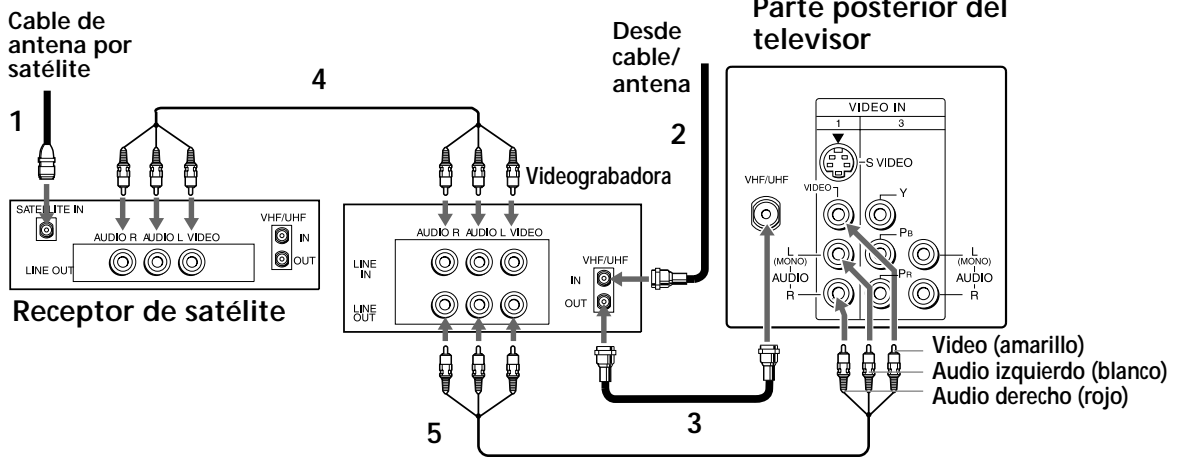 Cable de
antena por
satélite
1
4
Desde
cable/
antena
2
Parte posterior del
televisor
SATELLITE IN
AUDIO R AUDIO L VIDEO
VHF/UHF
IN
OUT
LINE OUT
Receptor de satélite
Videograbadora
AUDIO R AUDIO L VIDEO
LINE
IN
LINE
OUT
VHF/UHF
IN
OUT
VIDEO IN
1
3
S VIDEO
VHF/UHF
VIDEO
Y
PB
L
(MONO)
AUDIO
R
PR
L
(MONO)
AUDIO
R
Video (amarillo)
Audio izquierdo (blanco)
Audio derecho (rojo)
3
5